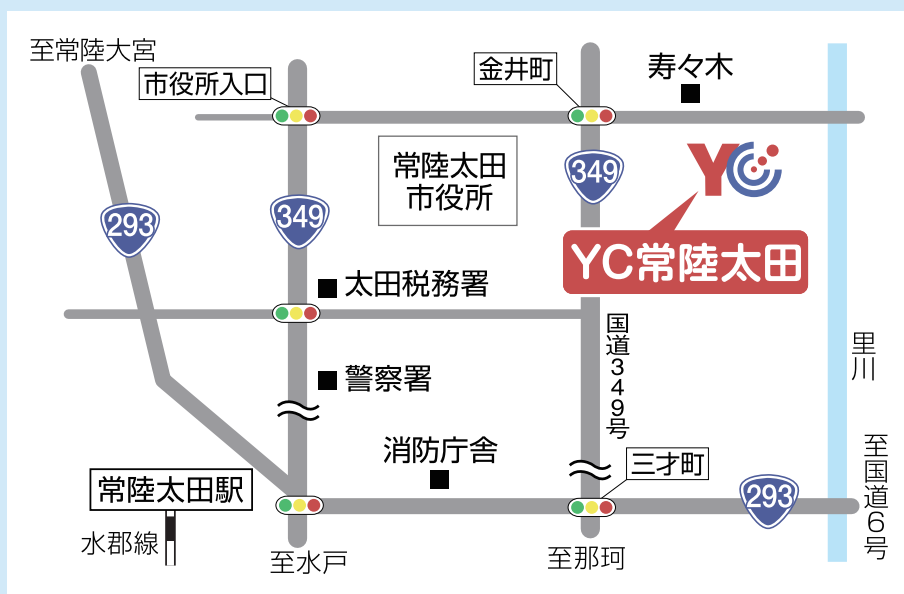 至常陸大宮
市役所入口
金井町
寿々木
常陸太田
市役所
349
YC
293
349
YC常陸太田
太田税務署
国道349号
里川
警察署
消防庁舎
三才町
至国道6号
常陸太田駅
293
水郡線
至水戸
至那珂